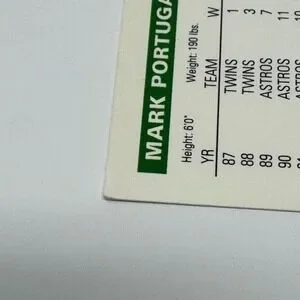 MARK PORTUGA
Height: 6'0" Weight: 190 lbs.
YR TEAM W
87 TWINS 1
88 TWINS 3
89 ASTROS 7
90 ASTROS 11